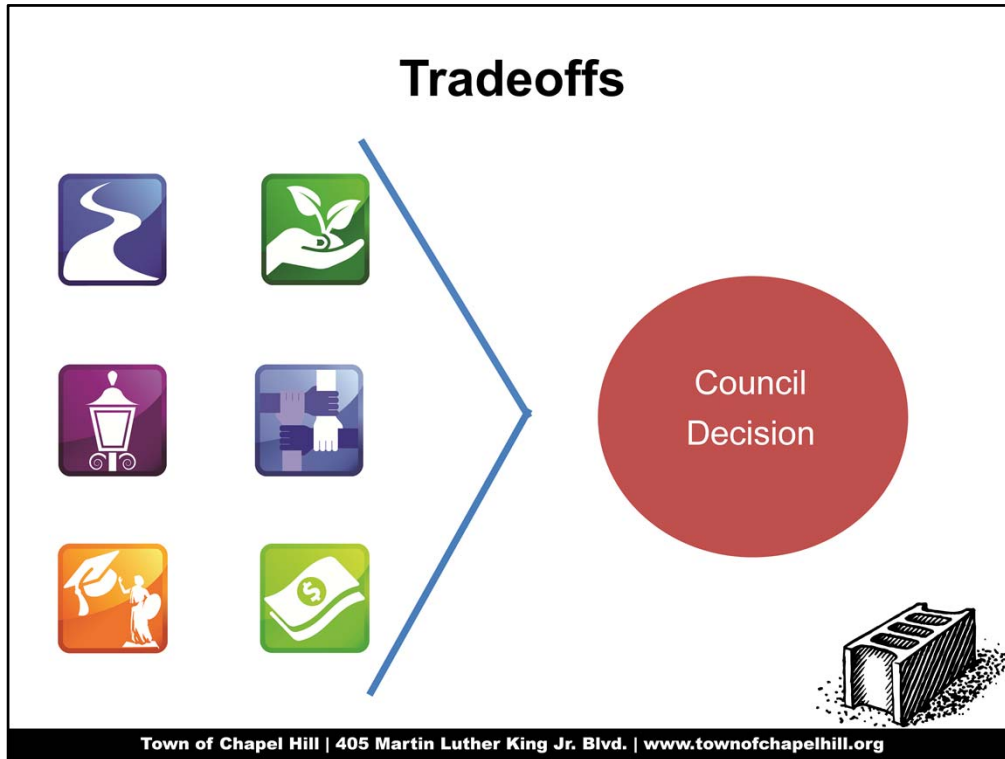 Tradeoffs
$
Council
Decision
Town of Chapel Hill | 405 Martin Luther King Jr. Blvd. | www.townofchapelhill.org